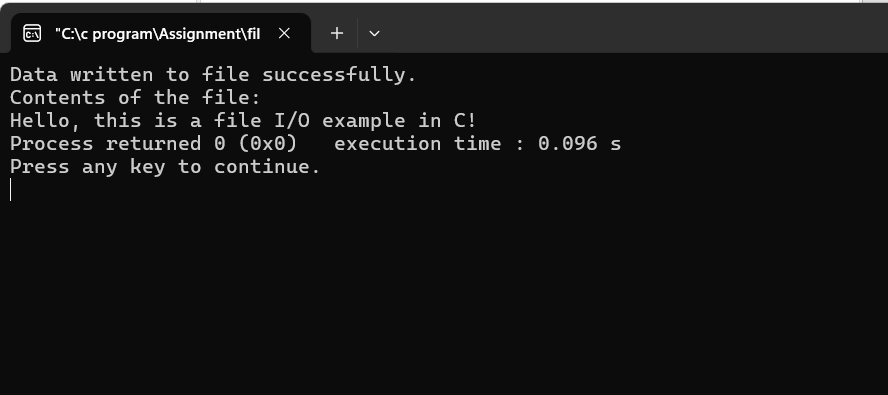 "C:\c program\Assignment\fil
Data written to file successfully.
Contents of the file:
Hello, this is a file I/O example in C!
Process returned 0 (0x0)   execution time : 0.096 s
Press any key to continue.